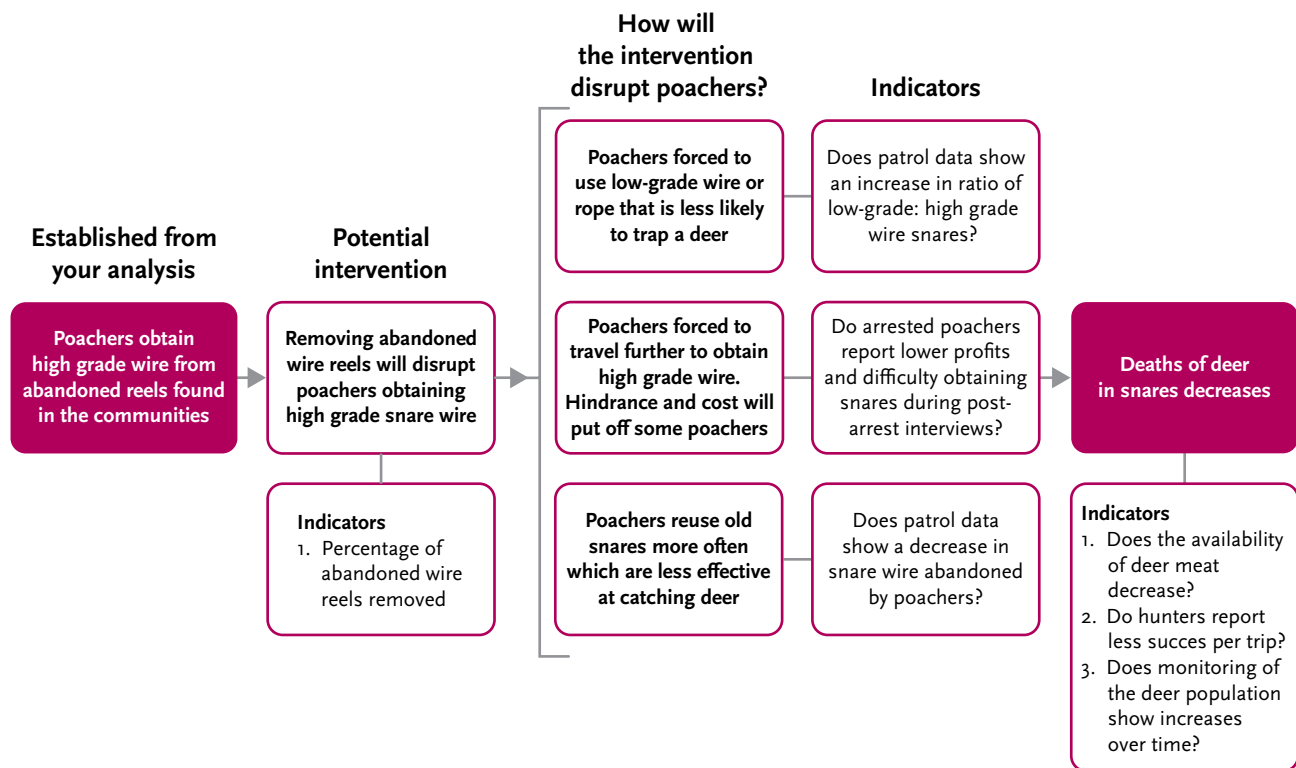 Established from
your analysis
Poachers obtain
high grade wire from
abandoned reels found
in the communities
Potential
intervention
Removing abandoned
wire reels will disrupt
poachers obtaining
high grade snare wire
Indicators
1. Percentage of
abandoned wire
reels removed
How will
the intervention
disrupt poachers?
Poachers forced to
use low-grade wire or
rope that is less likely
to trap a deer
Poachers forced to
travel further to obtain
high grade wire.
Hindrance and cost will
put off some poachers
Poachers reuse old
snares more often
which are less effective
at catching deer
Indicators
Does patrol data show
an increase in ratio of
low-grade: high grade
wire snares?
Do arrested poachers
report lower profits
and difficulty obtaining
snares during post-
arrest interviews?
Does patrol data
show a decrease in
snare wire abandoned
by poachers?
Deaths of deer
in snares decreases
Indicators
1. Does the availability
of deer meat
decrease?
2. Do hunters report
less succes per trip?
3. Does monitoring of
the deer population
show increases
over time?